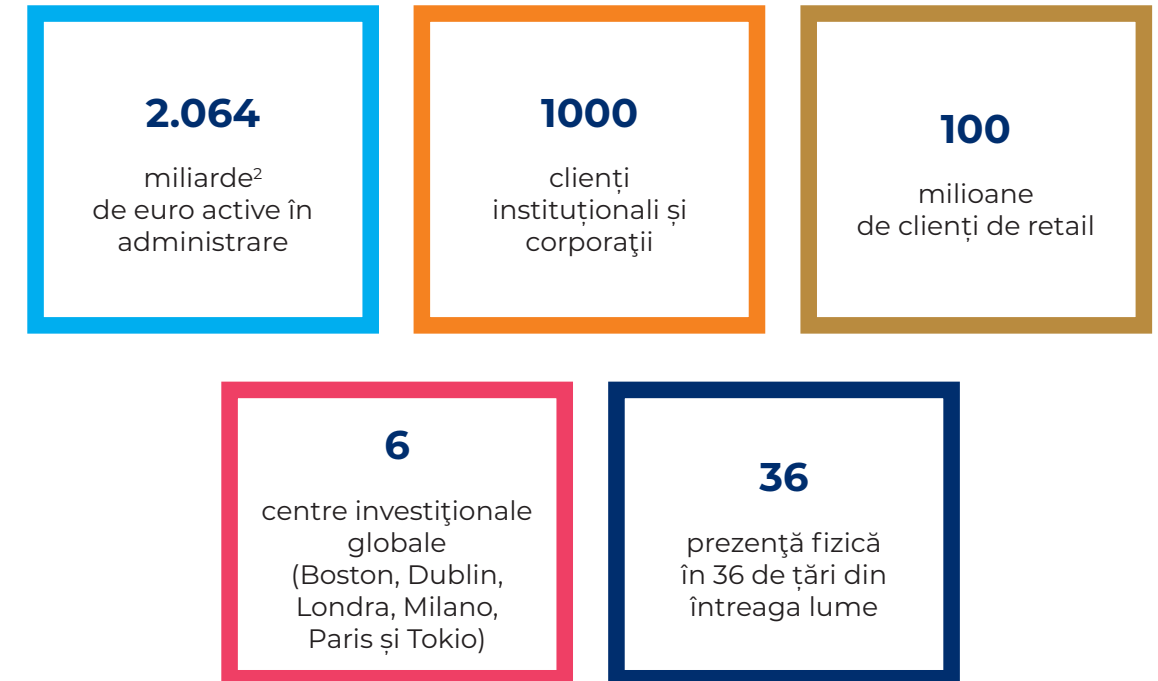 2.064
miliarde²
de euro active în
administrare
1000
clienți
instituționali și
corporaţii
100
milioane
de clienți de retail
6
centre investiţionale
globale
(Boston, Dublin,
Londra, Milano,
Paris și Tokio)
36
prezenţă fizică
în 36 de țări din
întreaga lume